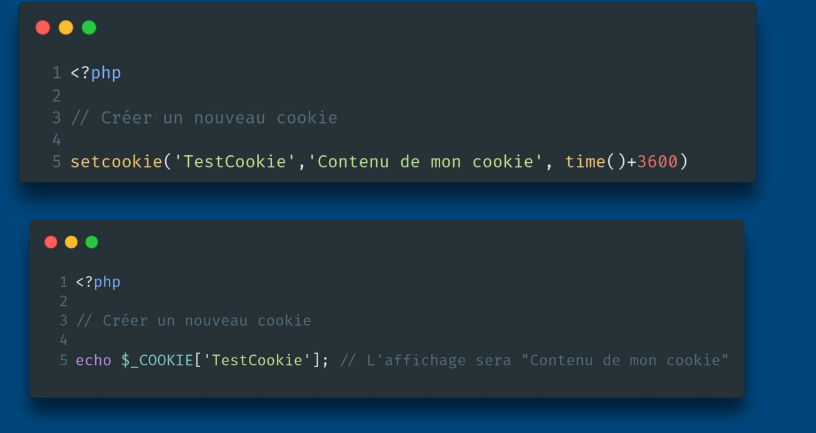 1 <?php
2
3 // Créer un nouveau cookie
4
5 setcookie('TestCookie','Contenu de mon cookie', time()+3600)
1 <?php
2
3 // Créer un nouveau cookie
4
5 echo $_COOKIE['TestCookie']; // L'affichage sera "Contenu de mon cookie"